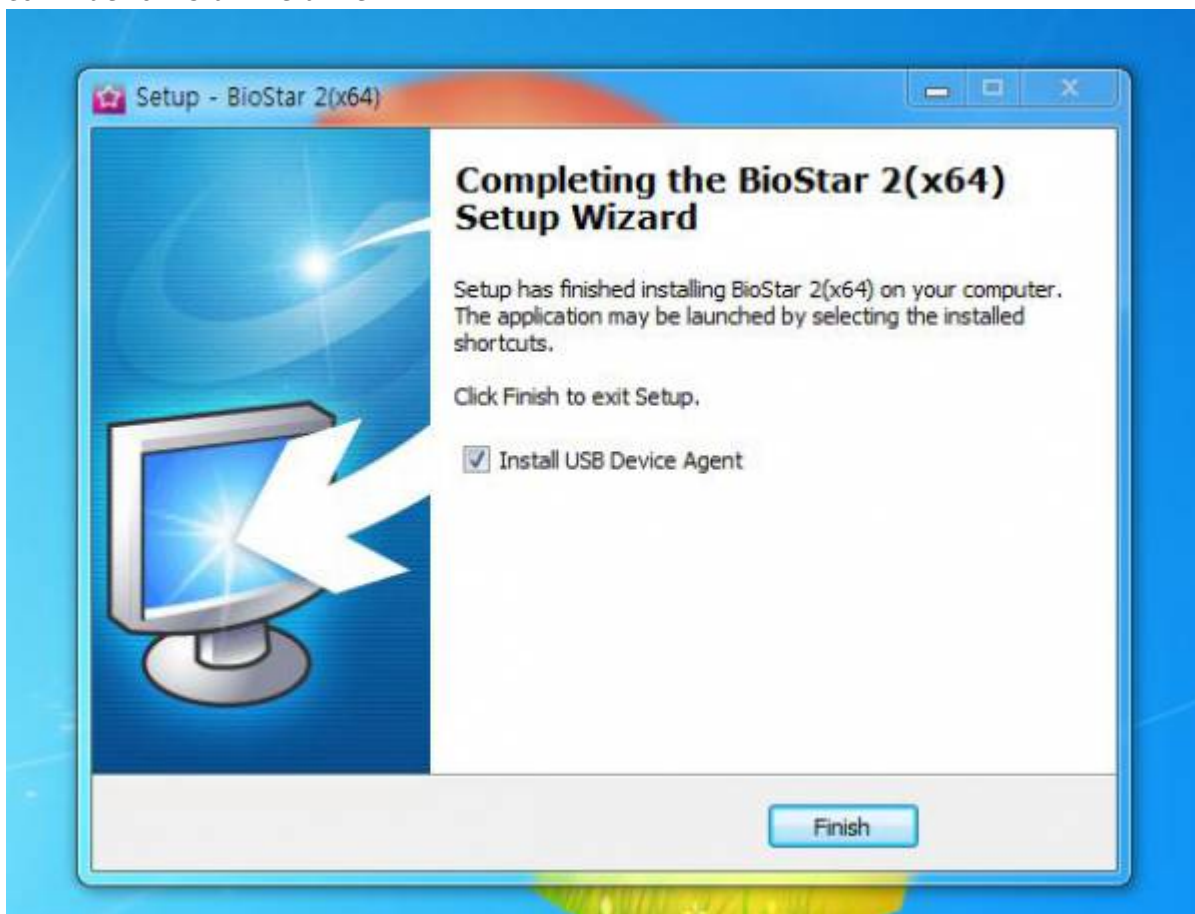 Setup - BioStar 2(x64)
Completing the BioStar 2(x64)
Setup Wizard
Setup has finished installing BioStar 2(x64) on your computer.
The application may be launched by selecting the installed
shortcuts.
Click Finish to exit Setup.
Install USB Device Agent
Finish